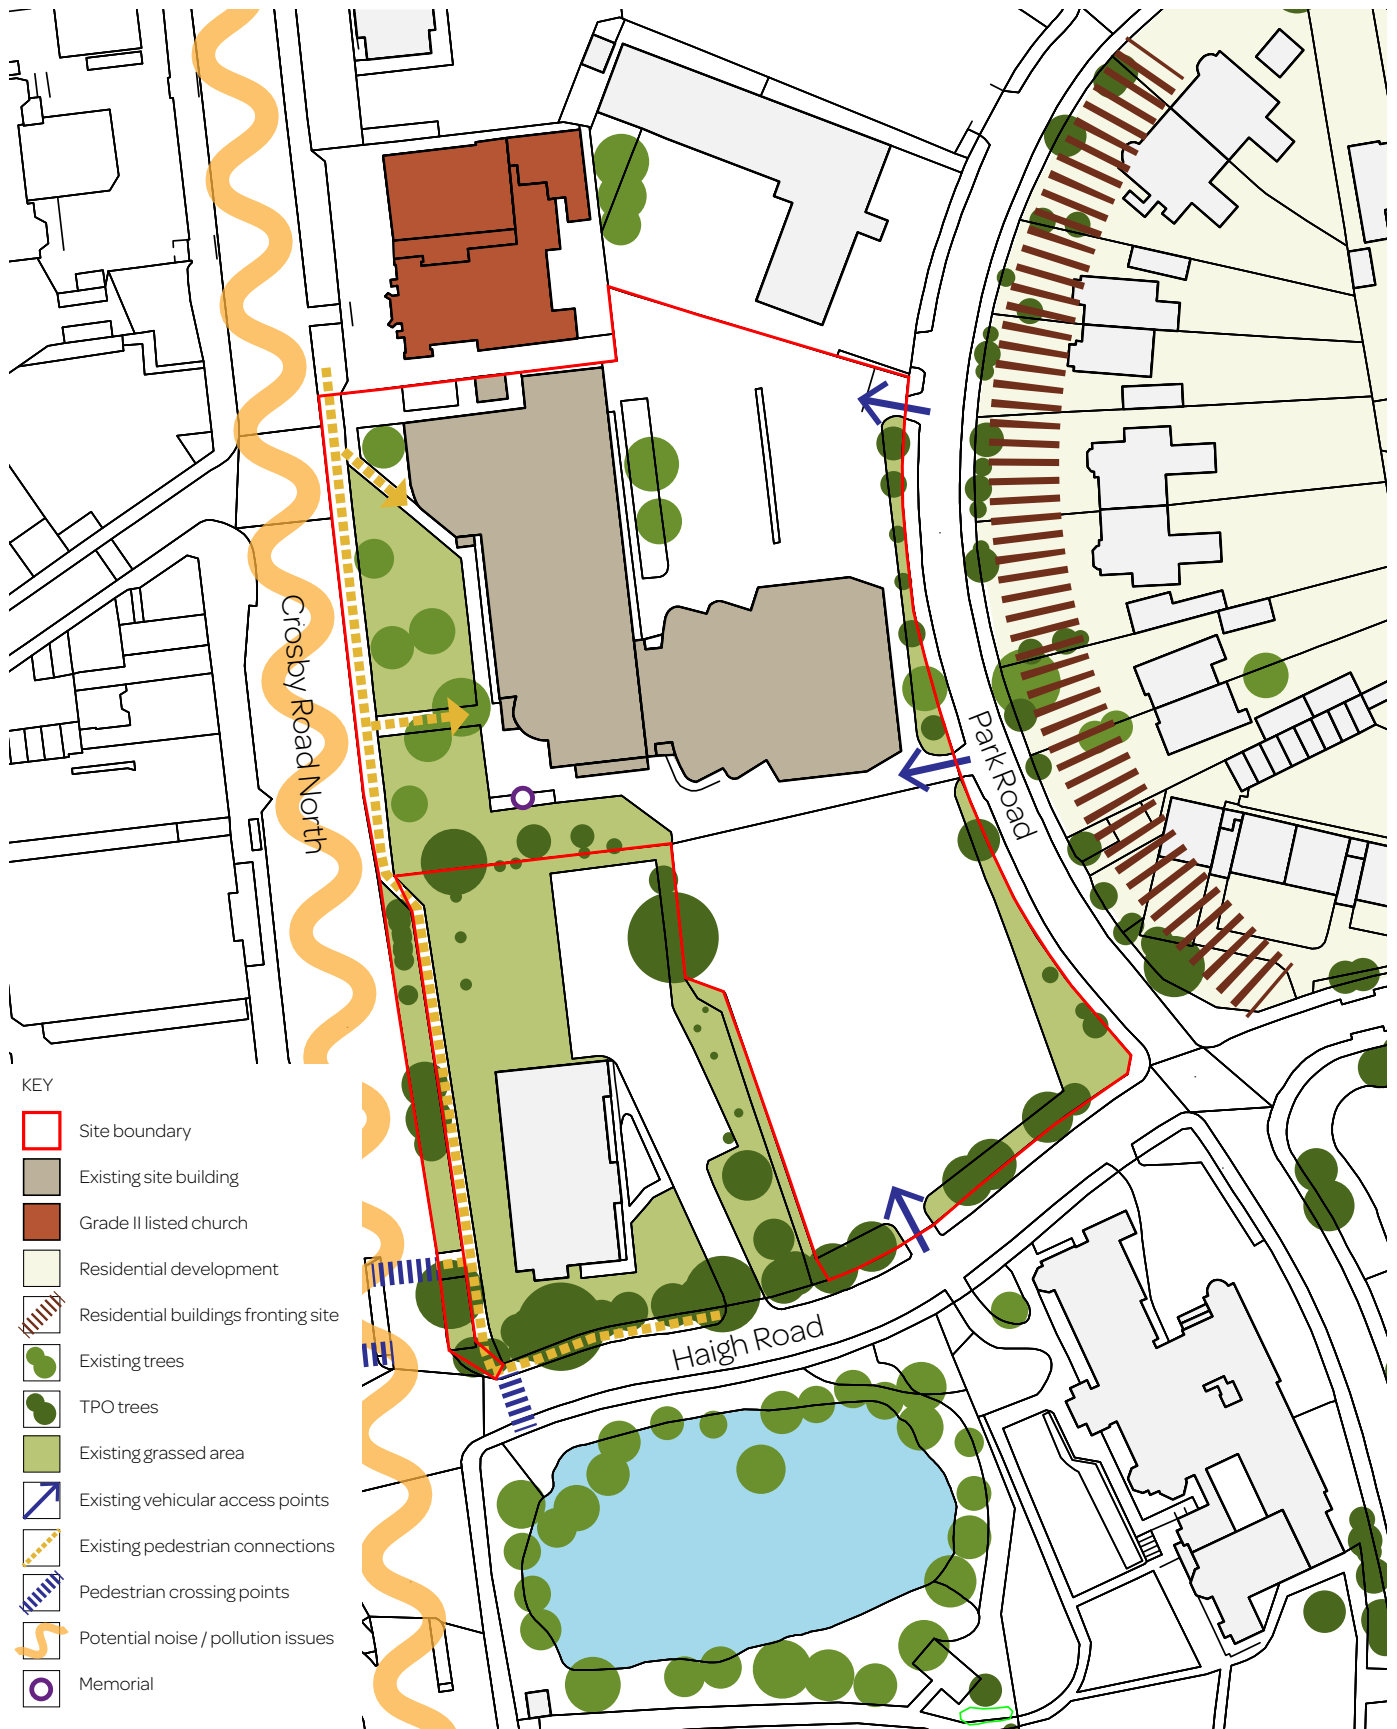 Crosby Road North
Park Road
Haigh Road
KEY
Site boundary
Existing site building
Grade II listed church
Residential development
Residential buildings fronting site
Existing trees
TPO trees
Existing grassed area
Existing vehicular access points
Existing pedestrian connections
Pedestrian crossing points
Potential noise / pollution issues
Memorial